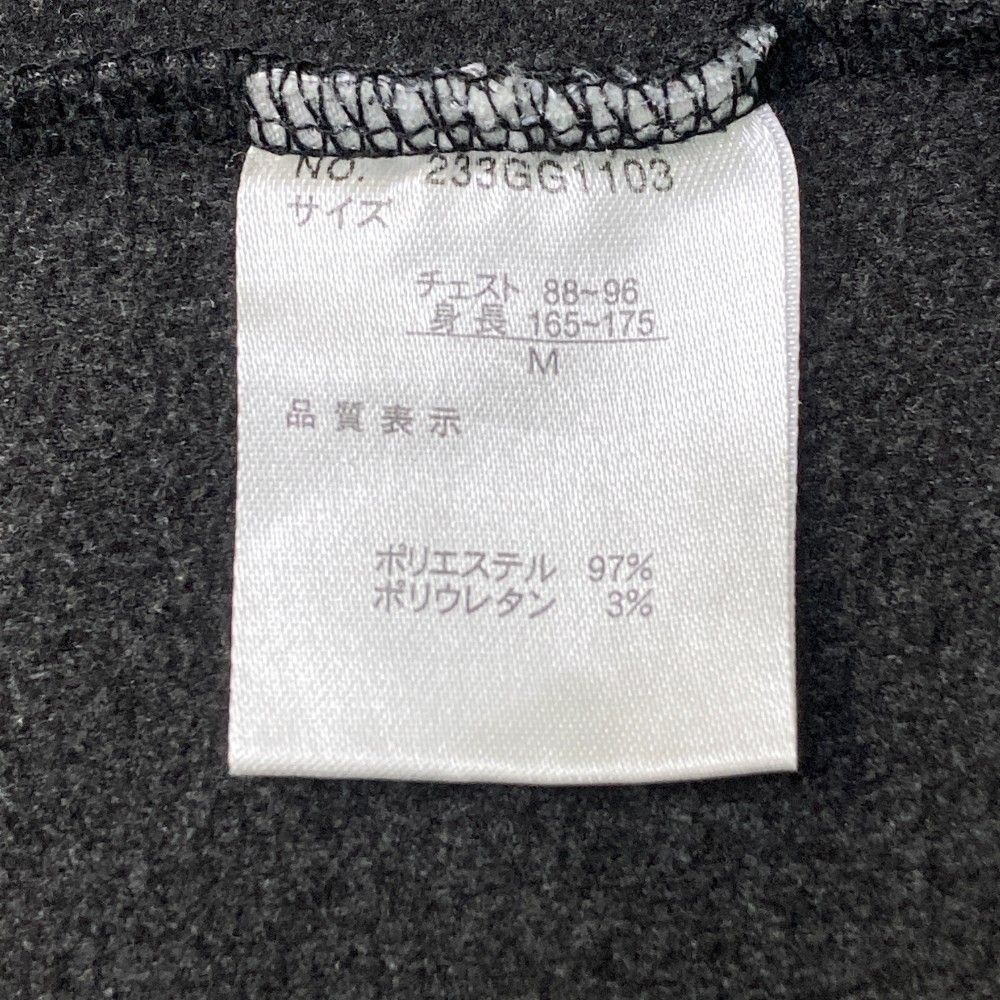 NO. 233GG1103
サイズ
チェスト 88~96
身長 165~175
M
品質表示
ポリエステル 97%
ポリウレタン 3%